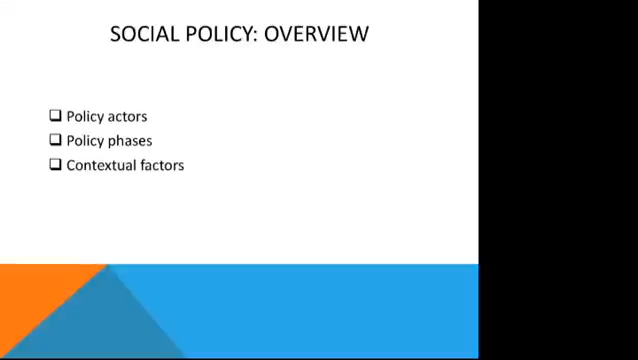 SOCIAL POLICY: OVERVIEW
❑ Policy actors
❑ Policy phases
❑ Contextual factors